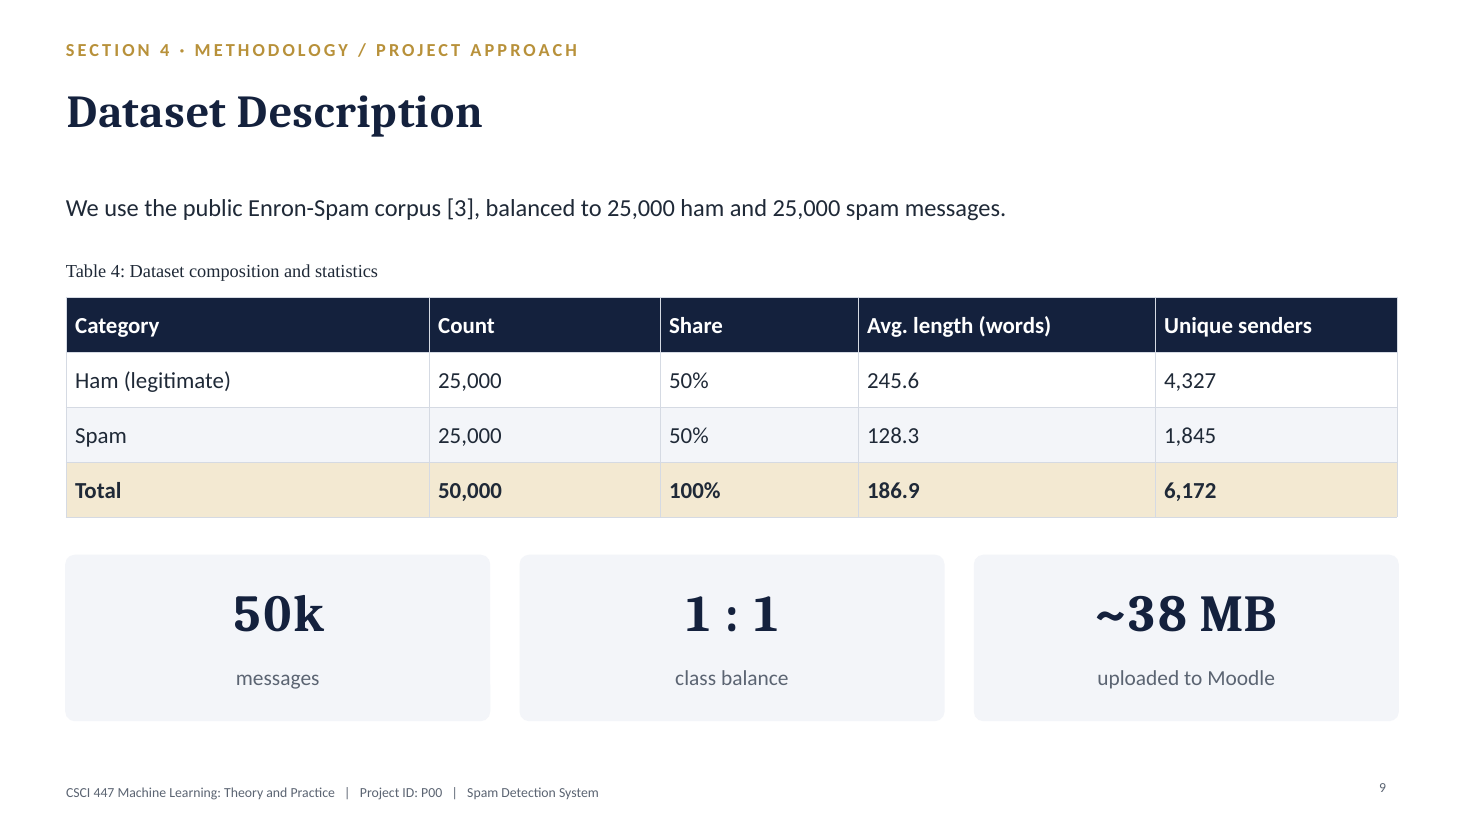 SECTION 4 · METHODOLOGY / PROJECT APPROACH
Dataset Description
We use the public Enron-Spam corpus [3], balanced to 25,000 ham and 25,000 spam messages.
Table 4: Dataset composition and statistics
Category Count Share Avg. length (words) Unique senders
Ham (legitimate) 25,000 50% 245.6 4,327
Spam 25,000 50% 128.3 1,845
Total 50,000 100% 186.9 6,172
50k 1 : 1 ~38 MB
messages class balance uploaded to Moodle
CSCI 447 Machine Learning: Theory and Practice | Project ID: P00 | Spam Detection System 9